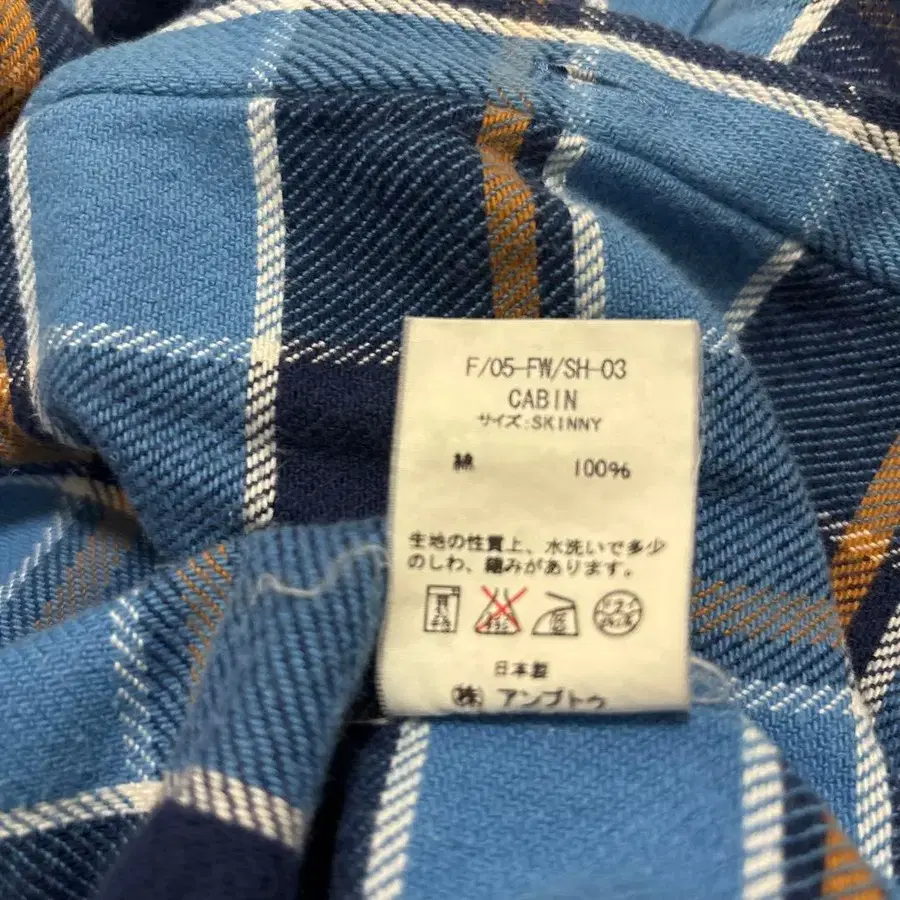 F/05-FW/SH-03
CABIN
サイズ:SKINNY
綿 100%
生地の性質上、水洗いで多少
のしわ、縮みがあります。
日本製
㈱ アンプトゥ